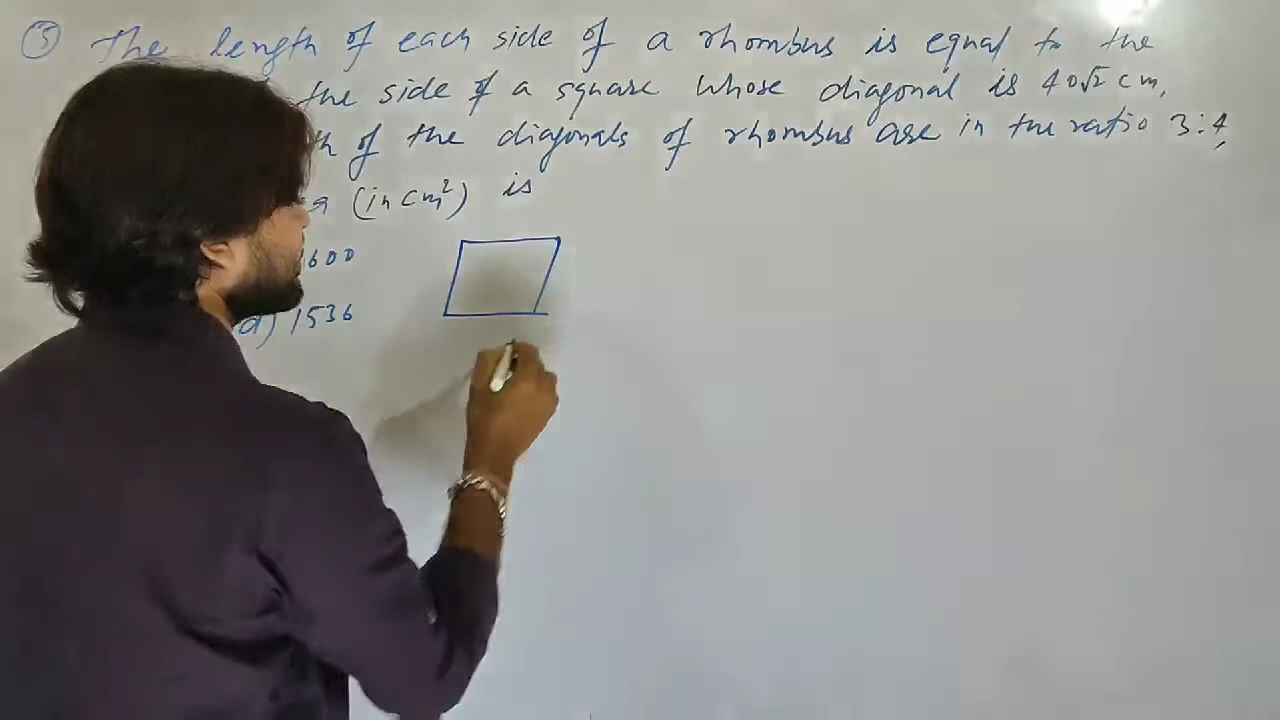 (5) The length of each side of a rhombus is equal to the
the side of a square whose diagonal is 40√2 cm,
of the diagonals of rhombus are in the ratio 3:4,
(in cm²) is
600
d) 1536